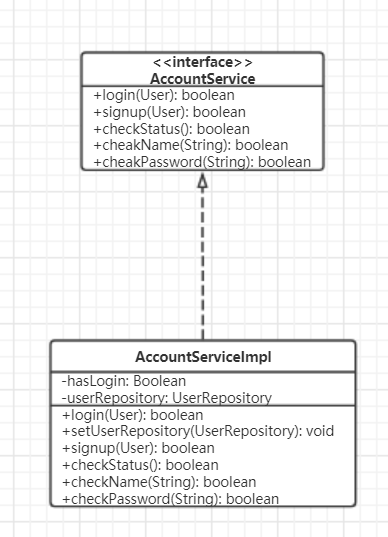 <<interface>>
AccountService
+login(User): boolean
+signup(User): boolean
+checkStatus(): boolean
+cheakName(String): boolean
+cheakPassword(String): boolean
AccountServiceImpl
-hasLogin: Boolean
-userRepository: UserRepository
+login(User): boolean
+setUserRepository(UserRepository): void
+signup(User): boolean
+checkStatus(): boolean
+checkName(String): boolean
+checkPassword(String): boolean